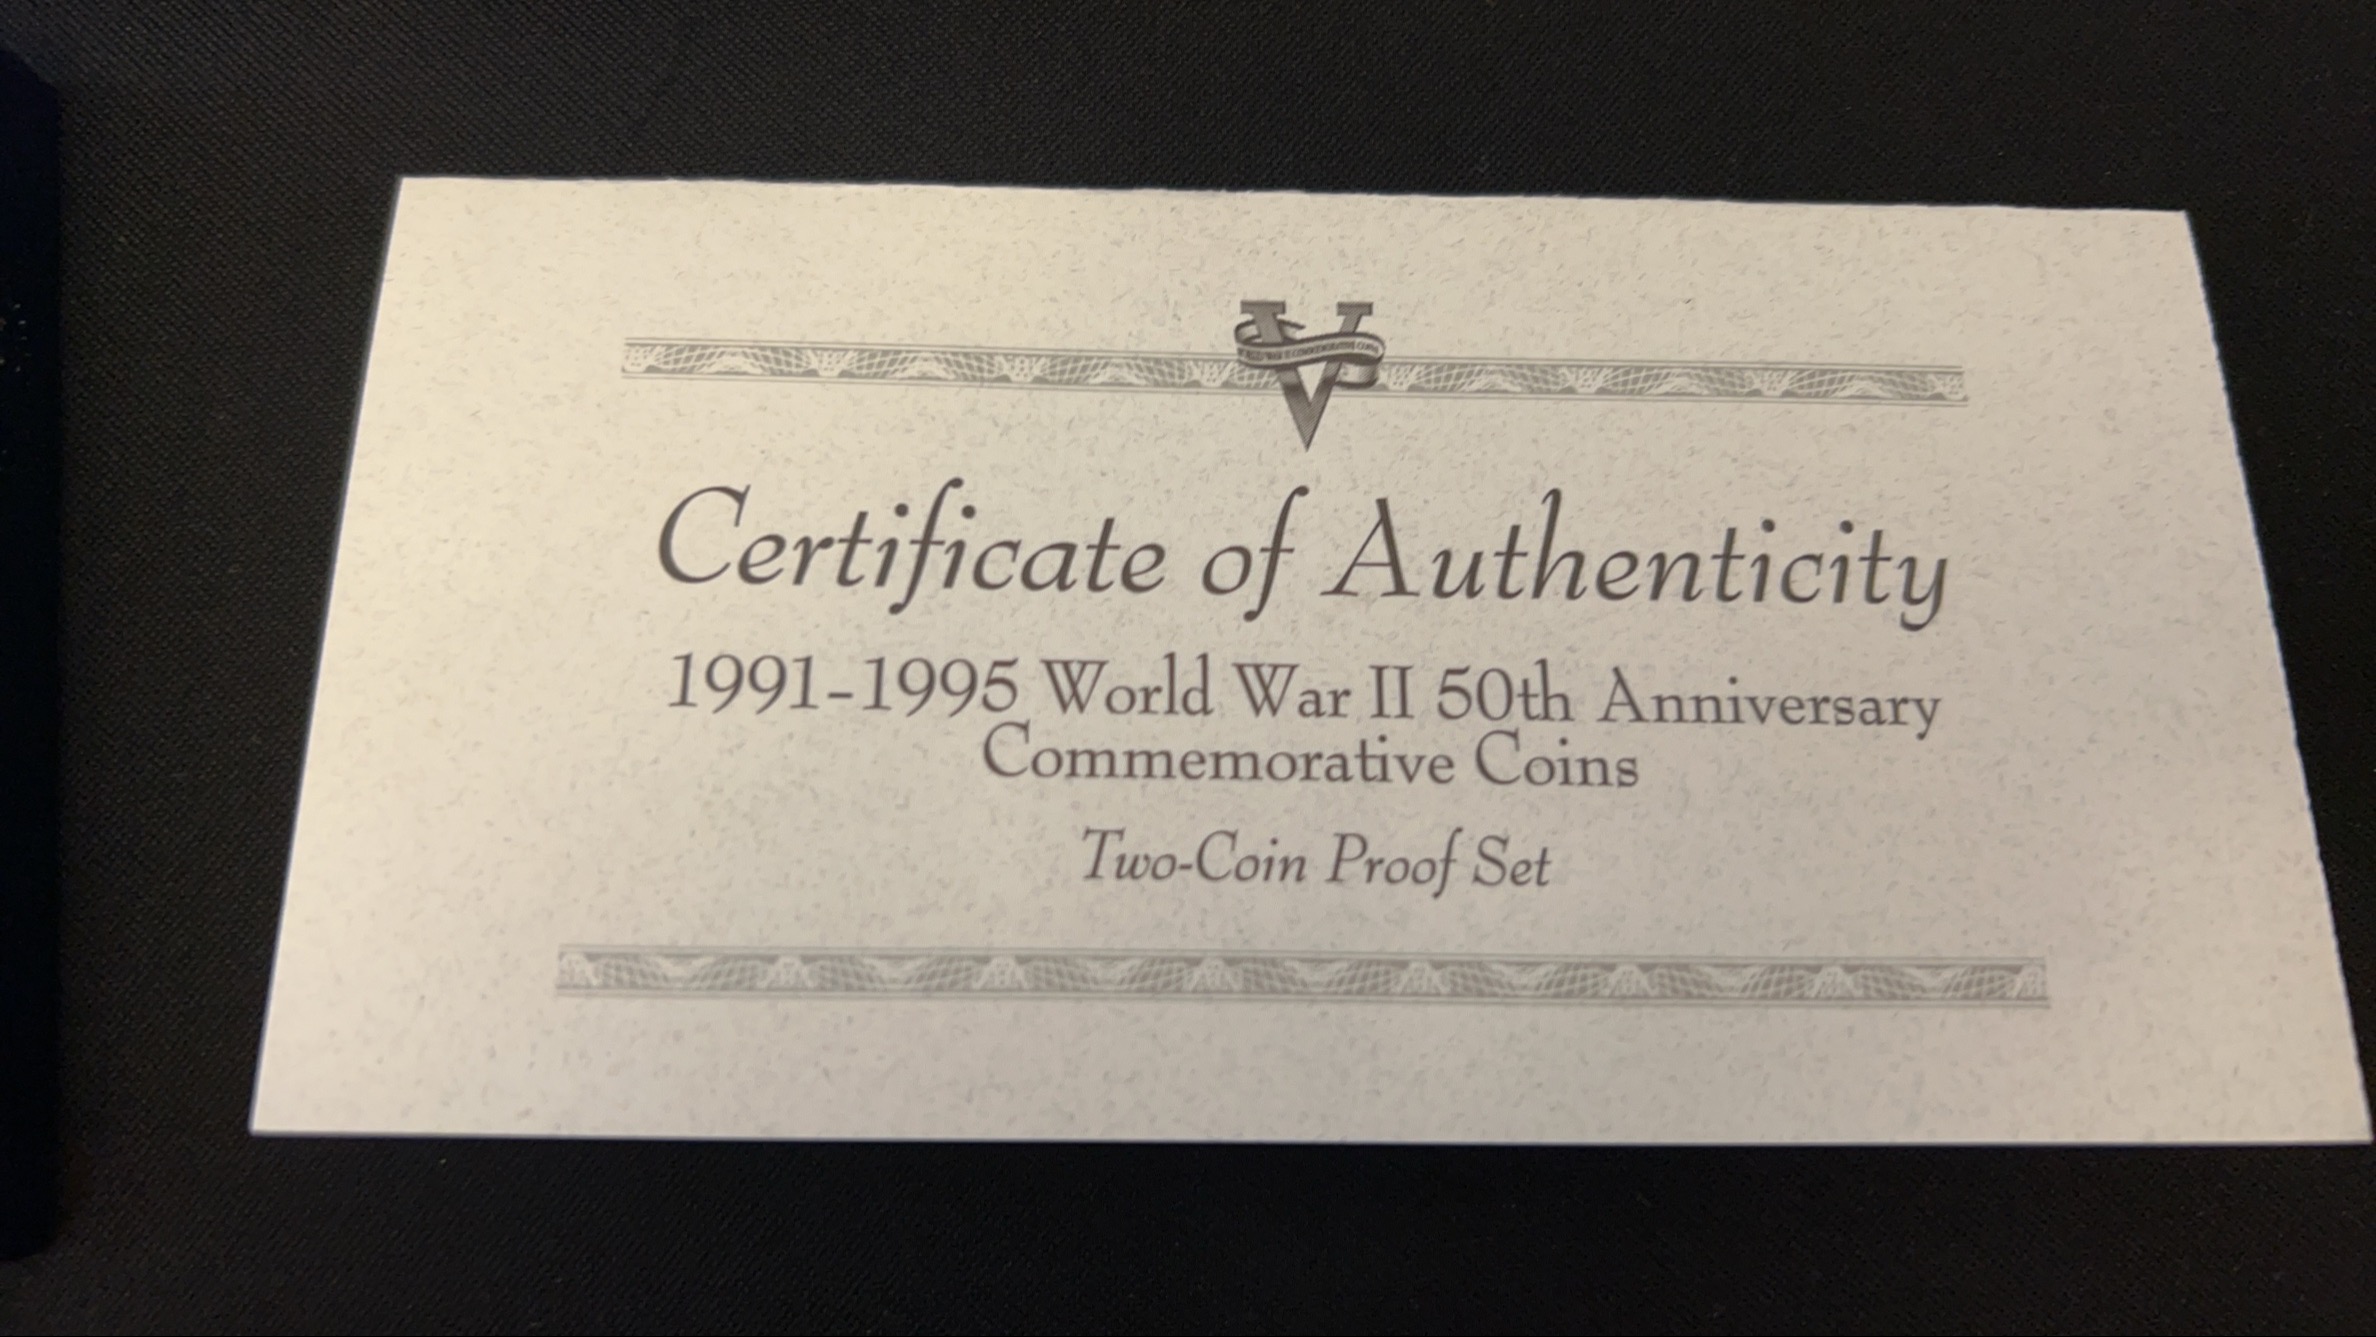 Certificate of Authenticity
1991-1995 World War II 50th Anniversary
Commemorative Coins
Two-Coin Proof Set